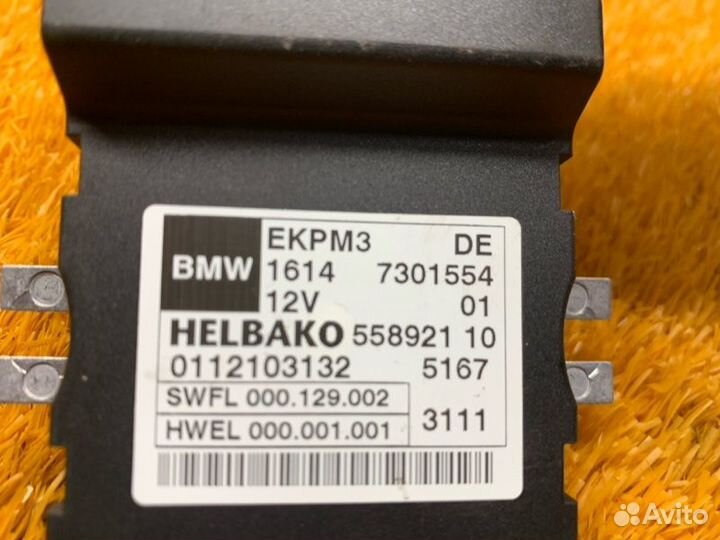 BMW
EKPM3 DE
1614 7301554
12V 01
HELBAKO 558921 10
0112103132 5167
SWFL 000.129.002
HWEL 000.001.001 3111
Avito